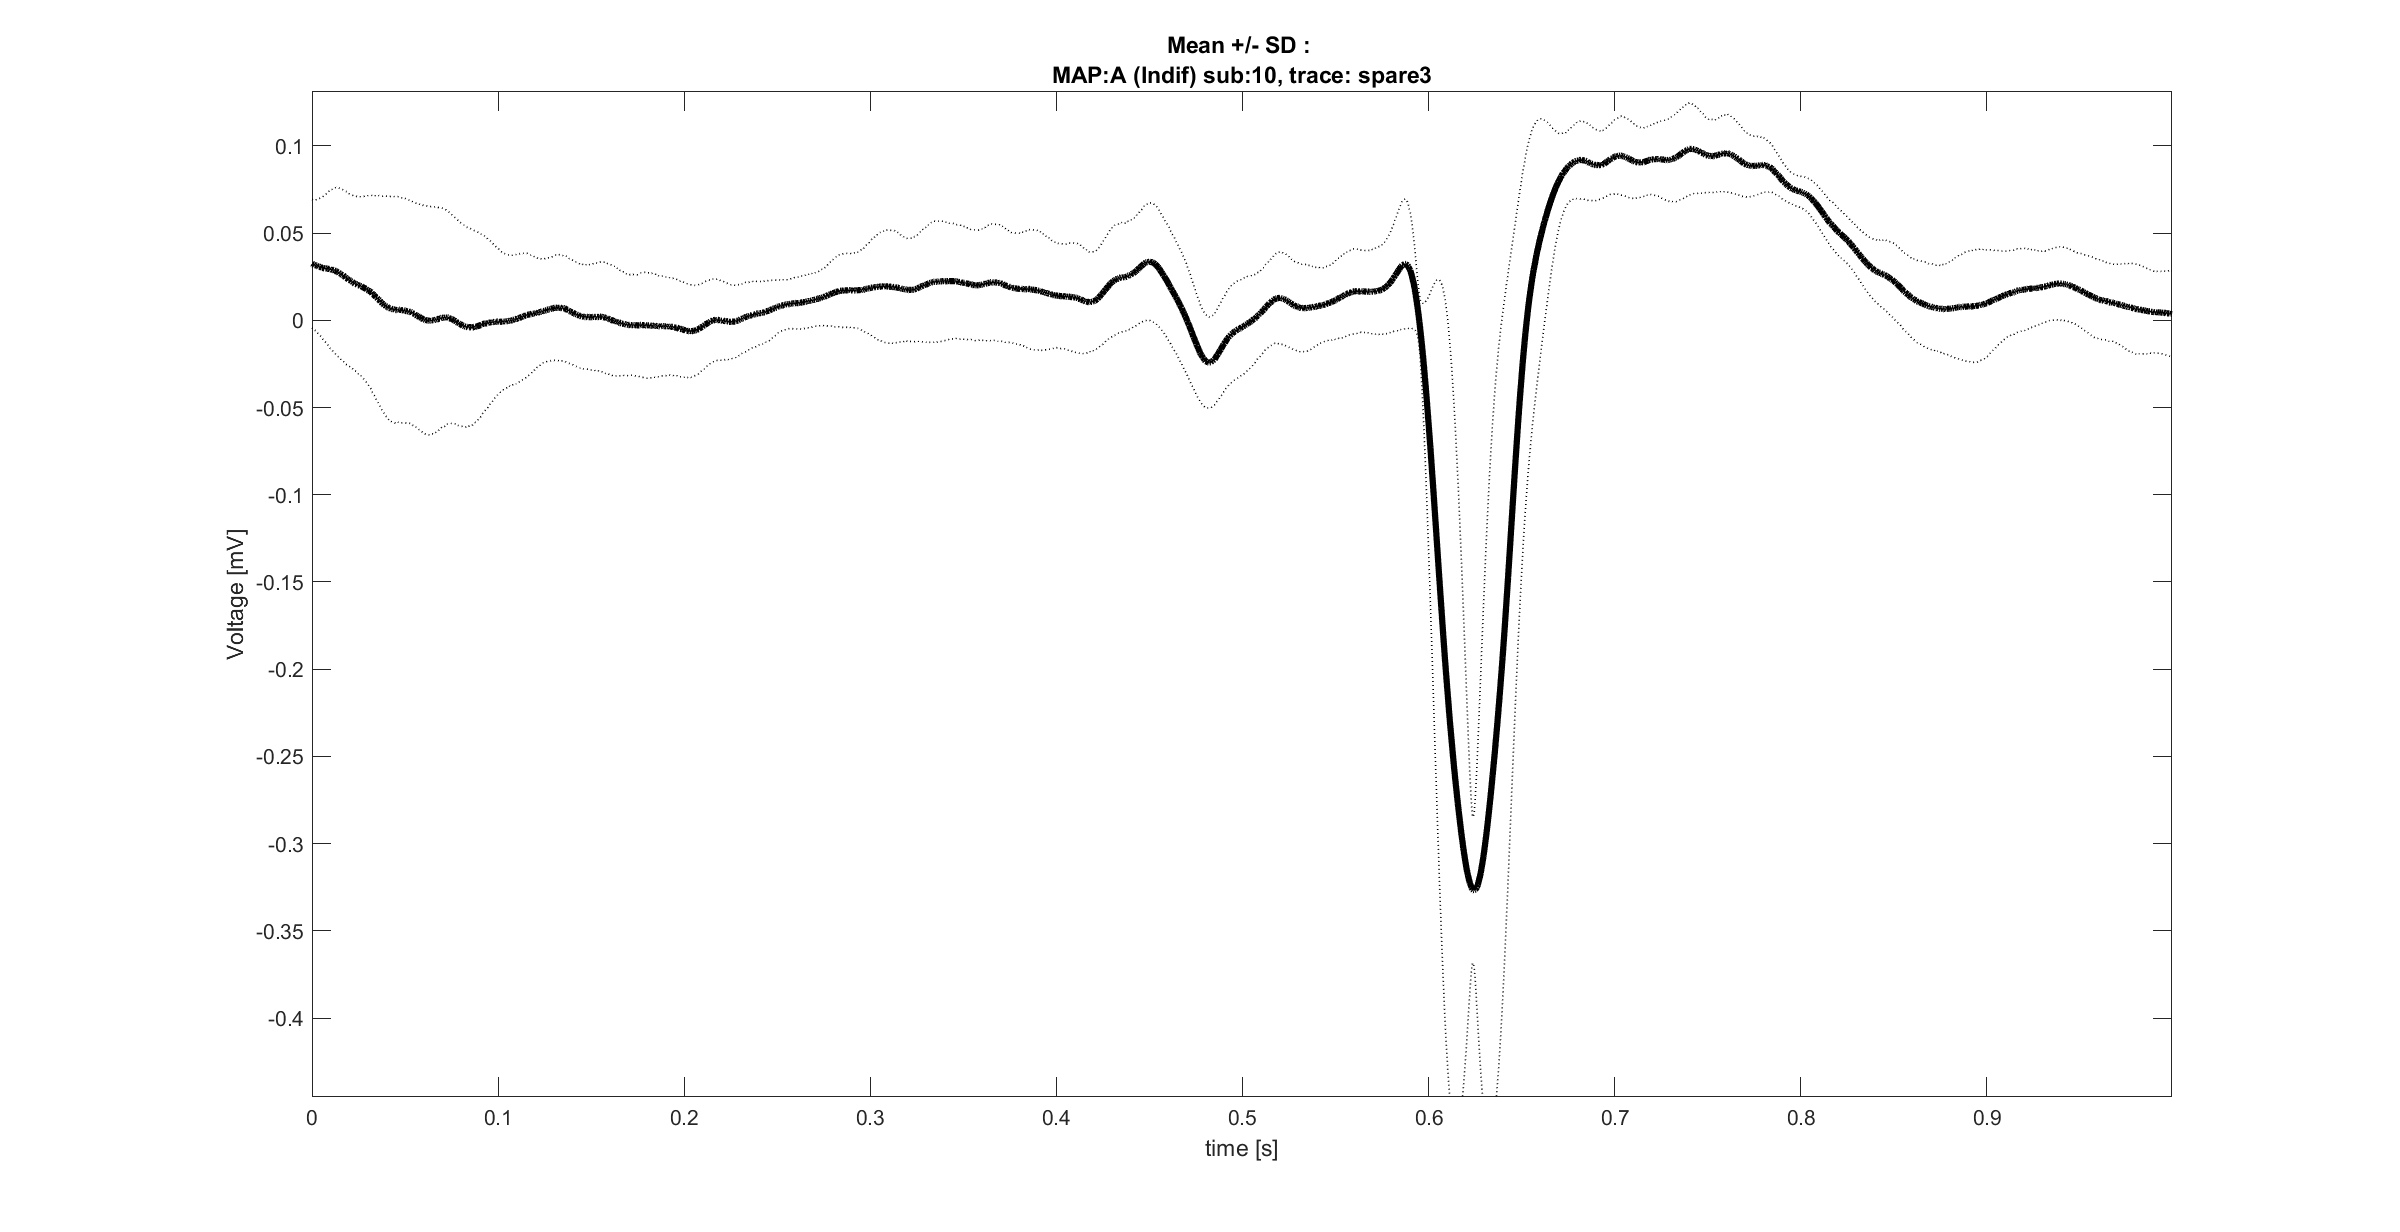 Mean +/- SD :
MAP:A (Indif) sub:10, trace: spare3
0.1
0.05
0
-0.05
-0.1
-0.15
-0.2
-0.25
-0.3
-0.35
-0.4
Voltage [mV]
0 0.1 0.2 0.3 0.4 0.5 0.6 0.7 0.8 0.9
time [s]